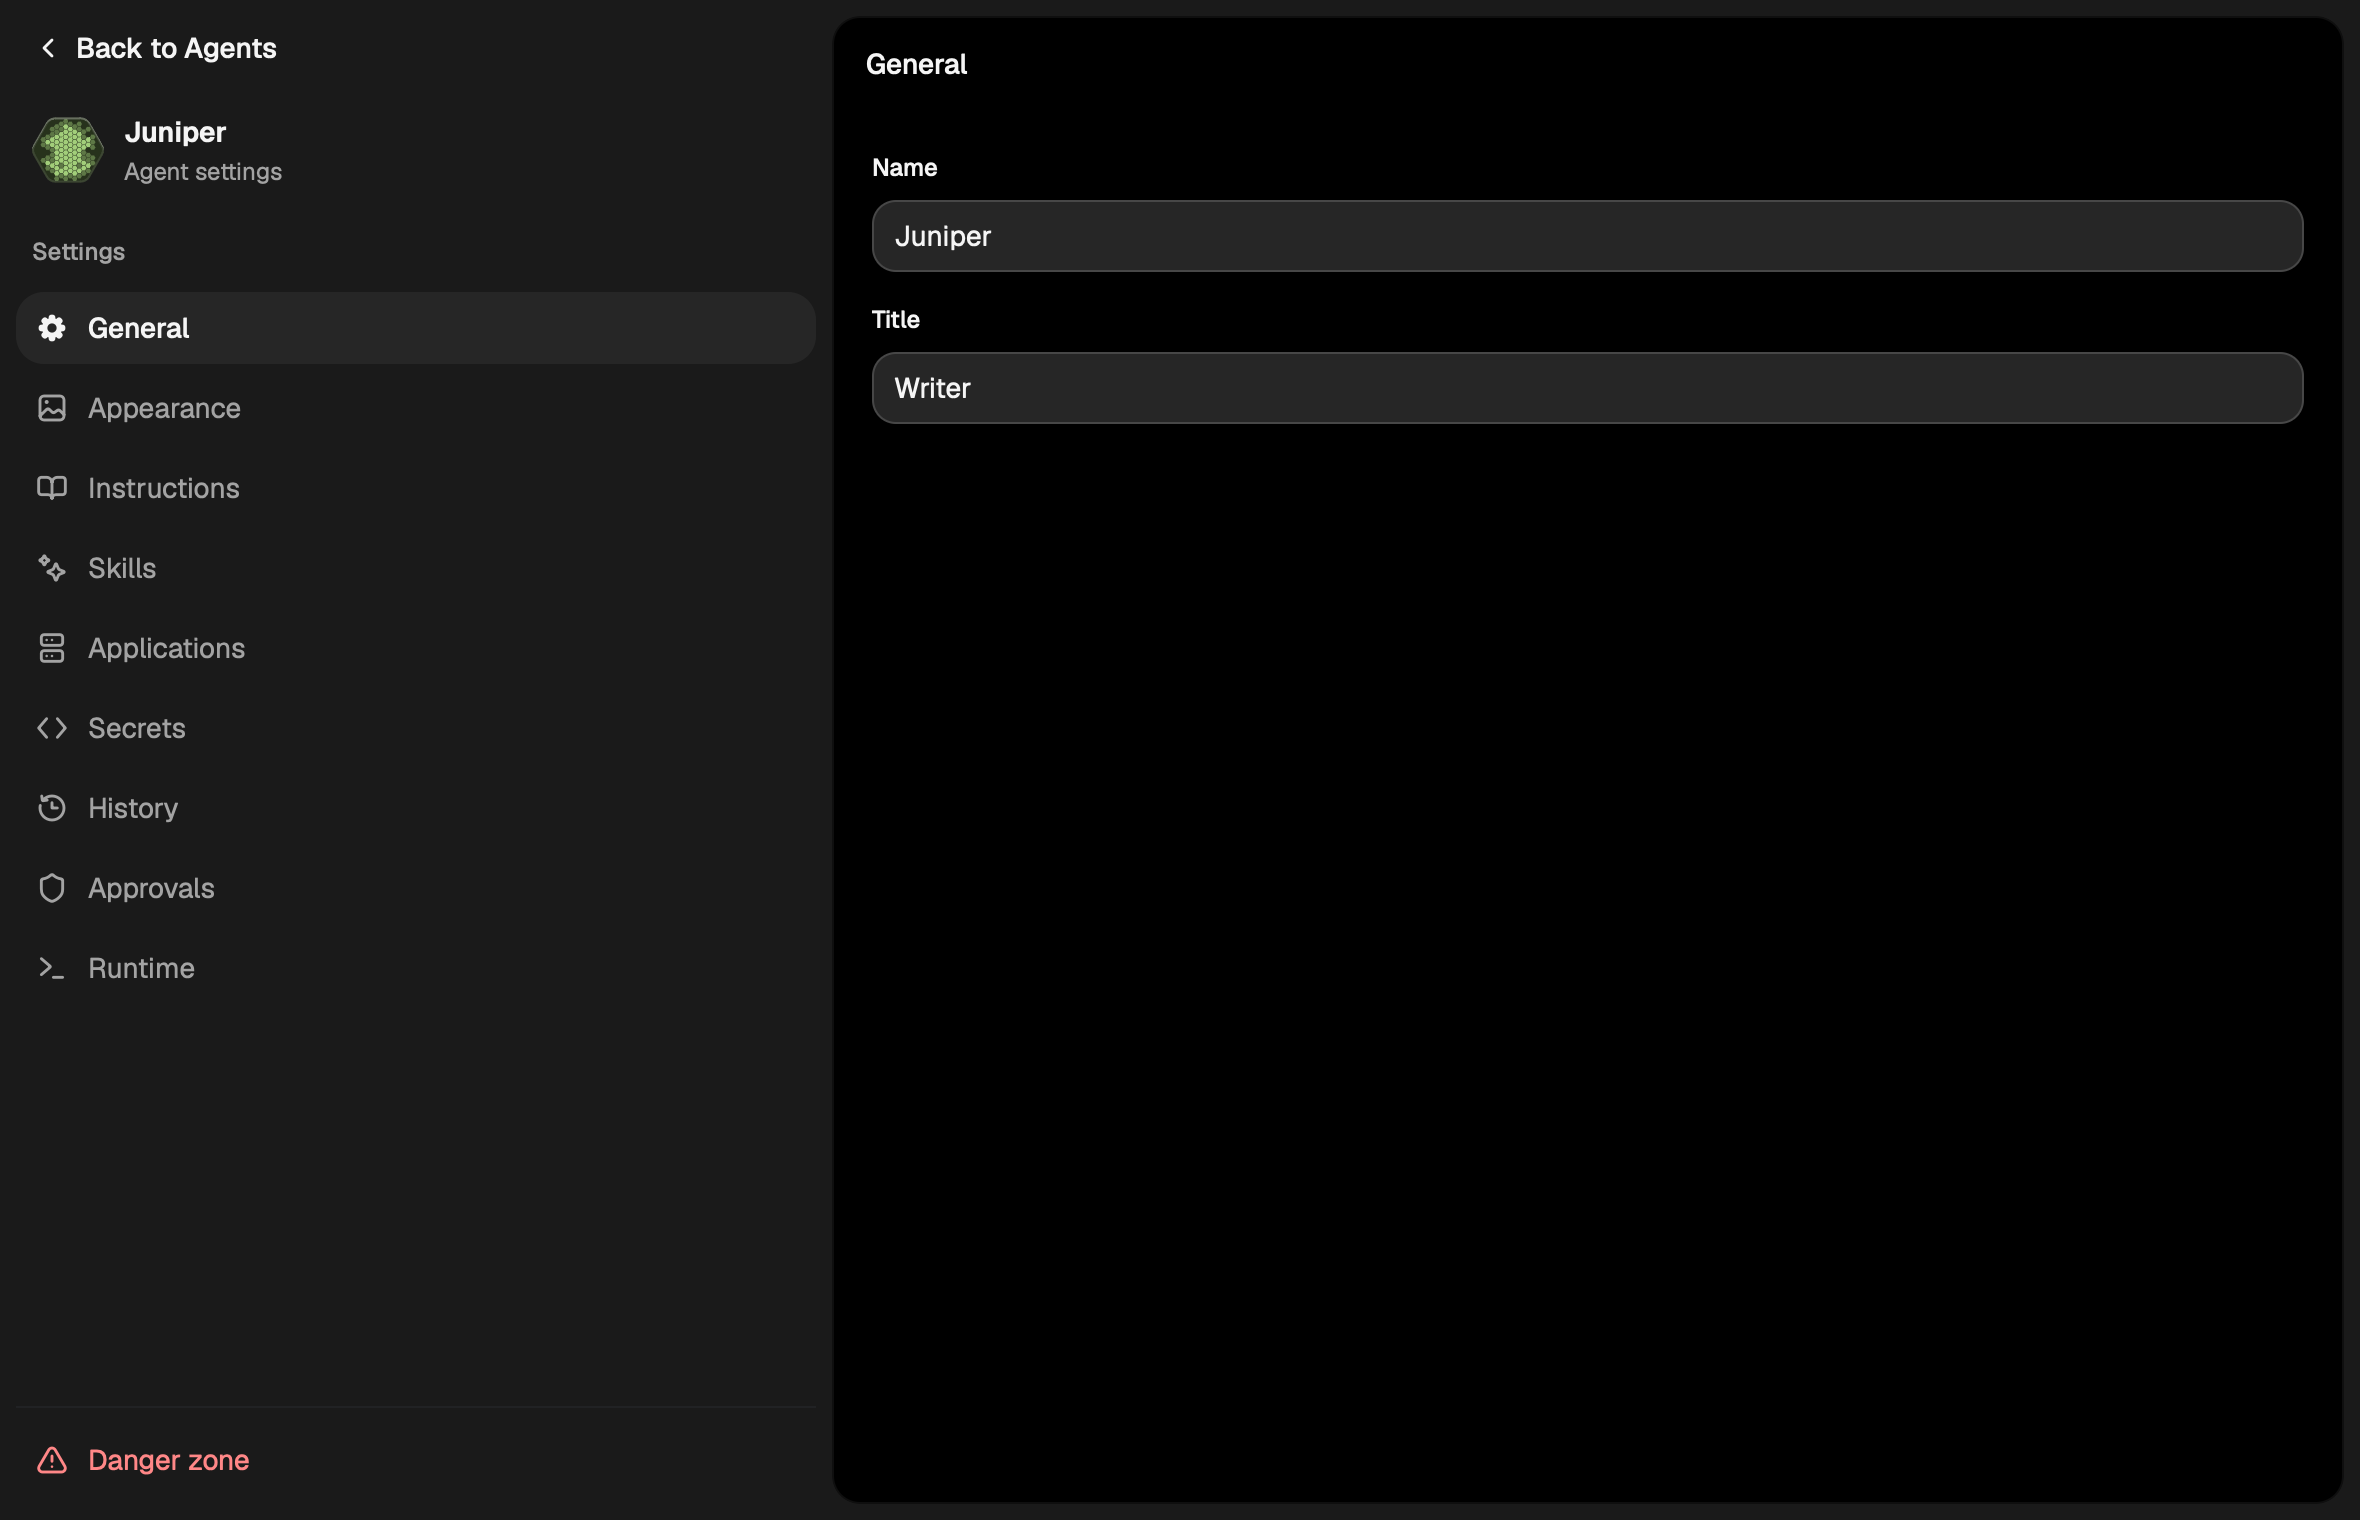 Back to Agents
Juniper
Agent settings
Settings
General
Appearance
Instructions
Skills
Applications
Secrets
History
Approvals
Runtime
Danger zone
General
Name
Juniper
Title
Writer